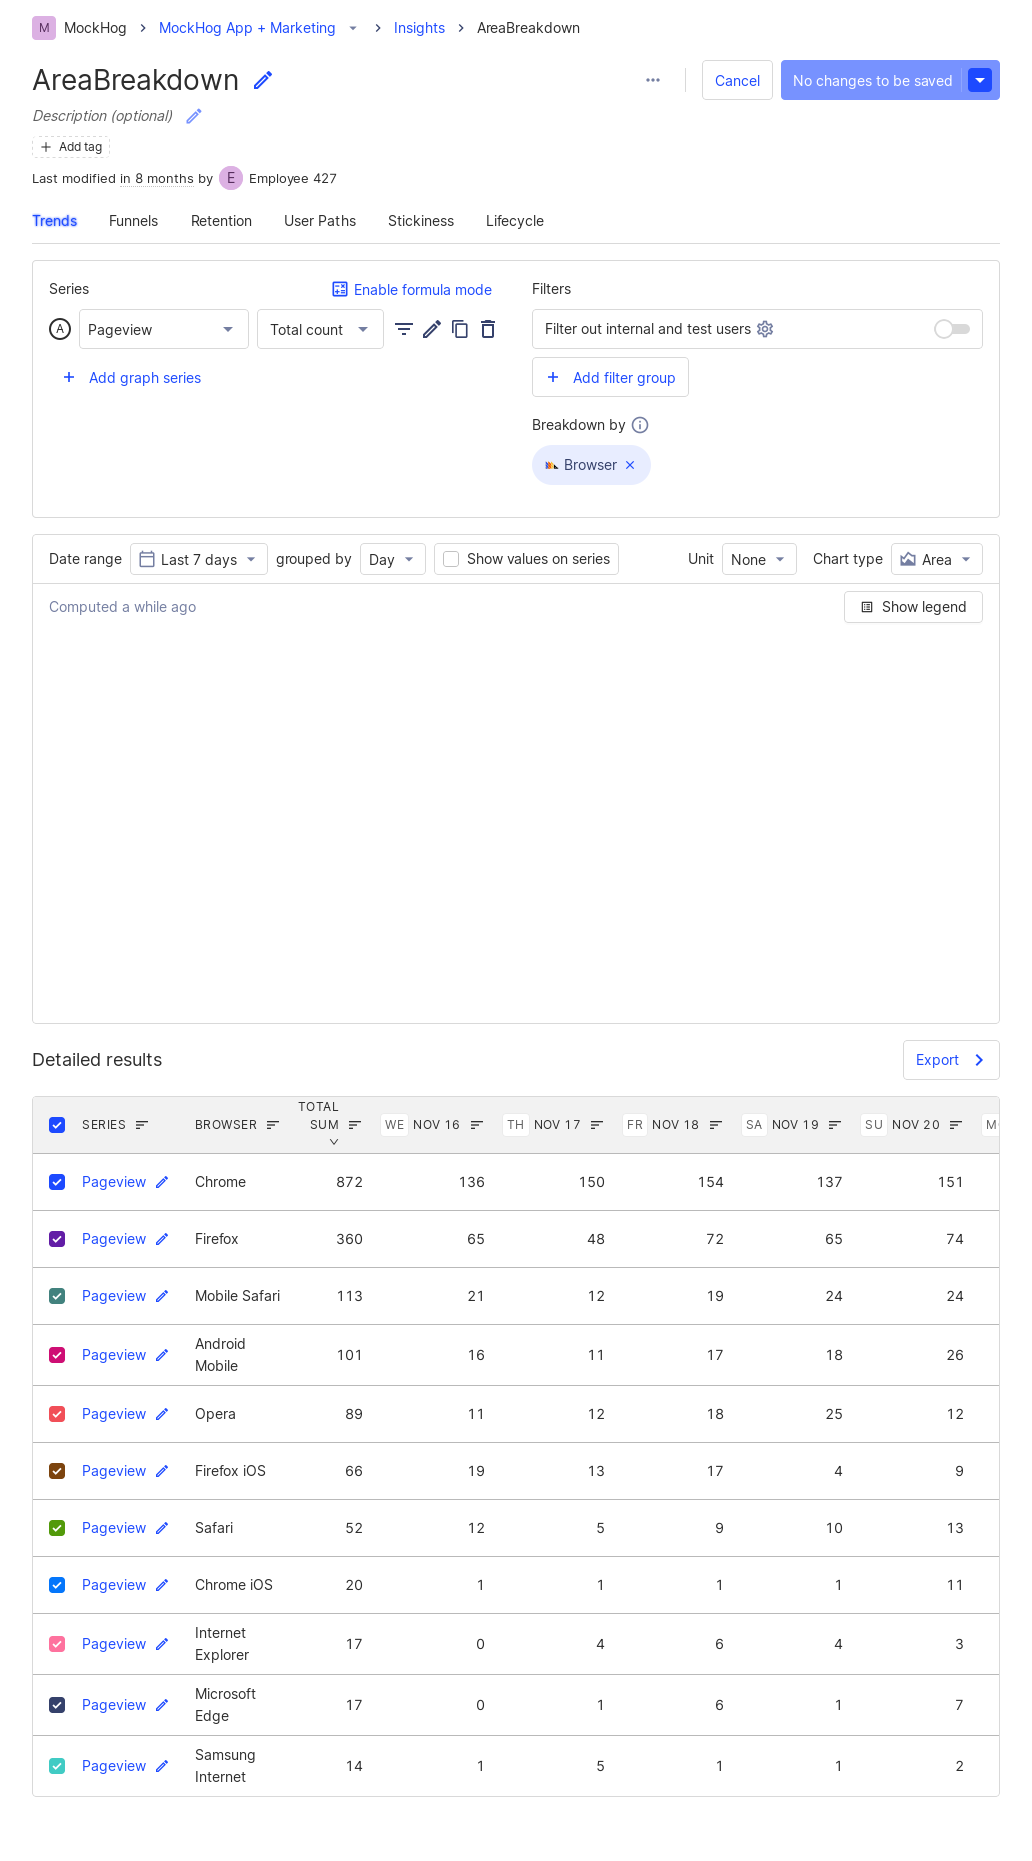 M MockHog MockHog App + Marketing Insights AreaBreakdown
AreaBreakdown
Cancel
No changes to be saved
Description (optional)
Add tag
Last modified in 8 months by E Employee 427
Trends Funnels Retention User Paths Stickiness Lifecycle
Series
Enable formula mode
A Pageview Total count
Add graph series
Filters
Filter out internal and test users
Add filter group
Breakdown by
Browser
Date range Last 7 days grouped by Day Show values on series Unit None Chart type Area
Computed a while ago
Show legend
Detailed results
Export
SERIES BROWSER TOTAL SUM WE NOV 16 TH NOV 17 FR NOV 18 SA NOV 19 SU NOV 20
Pageview Chrome 872 136 150 154 137 151
Pageview Firefox 360 65 48 72 65 74
Pageview Mobile Safari 113 21 12 19 24 24
Pageview Android Mobile 101 16 11 17 18 26
Pageview Opera 89 11 12 18 25 12
Pageview Firefox iOS 66 19 13 17 4 9
Pageview Safari 52 12 5 9 10 13
Pageview Chrome iOS 20 1 1 1 1 11
Pageview Internet Explorer 17 0 4 6 4 3
Pageview Microsoft Edge 17 0 1 6 1 7
Pageview Samsung Internet 14 1 5 1 1 2